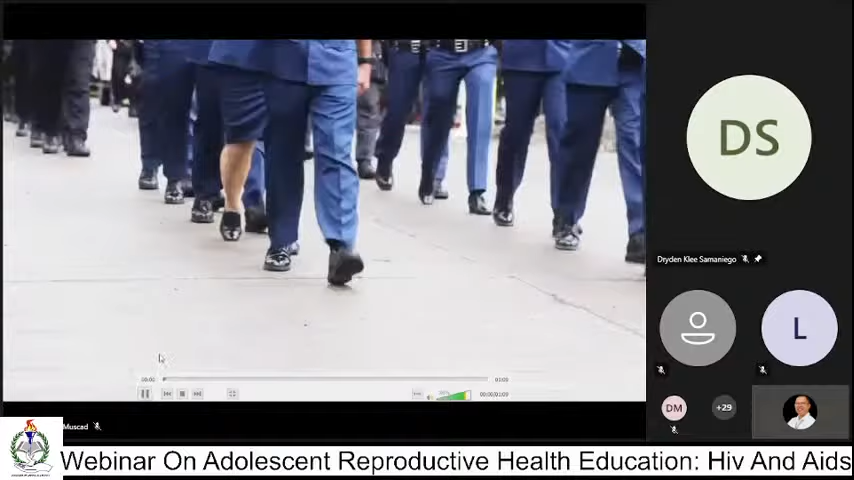 DS
Dryden Klee Samaniego
L
DM
+29
Muscad
Webinar On Adolescent Reproductive Health Education: Hiv And Aids